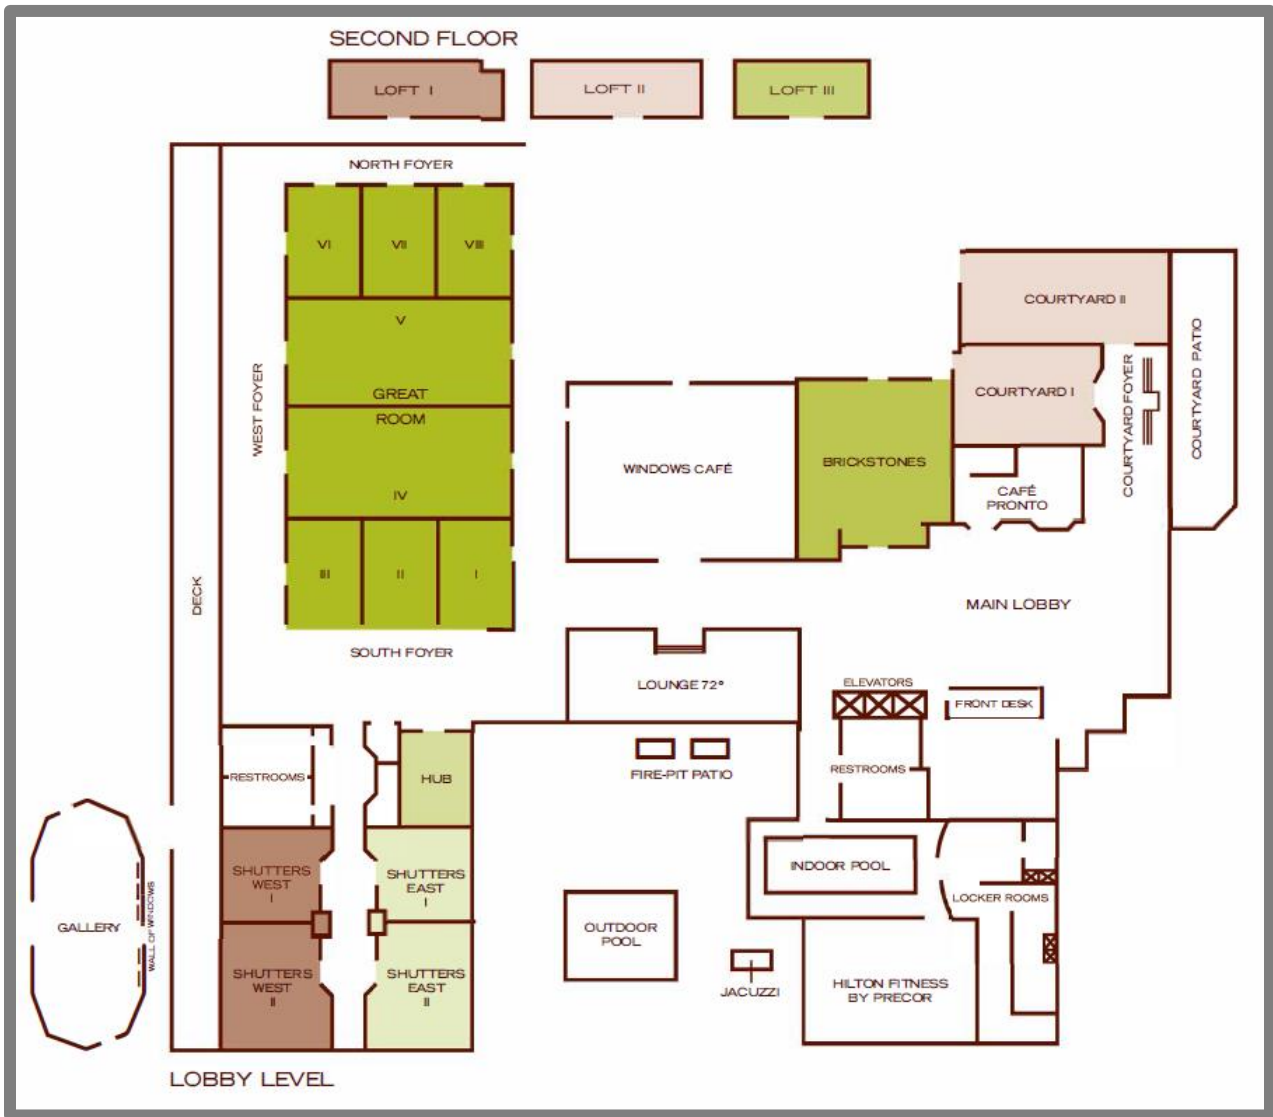 SECOND FLOOR
LOFT I
LOFT II
LOFT III
NORTH FOYER
VI
VII
VIII
V
GREAT
ROOM
IV
III
II
I
WEST FOYER
SOUTH FOYER
DECK
COURTYARD II
COURTYARD I
COURTYARD FOYER
COURTYARD PATIO
WINDOWS CAFÉ
BRICKSTONES
CAFÉ
PRONTO
MAIN LOBBY
LOUNGE 72°
ELEVATORS
FRONT DESK
RESTROOMS
HUB
FIRE-PIT PATIO
RESTROOMS
SHUTTERS
WEST
I
SHUTTERS
EAST
I
INDOOR POOL
LOCKER ROOMS
GALLERY
WALL OF WINDOWS
OUTDOOR
POOL
SHUTTERS
WEST
II
SHUTTERS
EAST
II
JACUZZI
HILTON FITNESS
BY PRECOR
LOBBY LEVEL